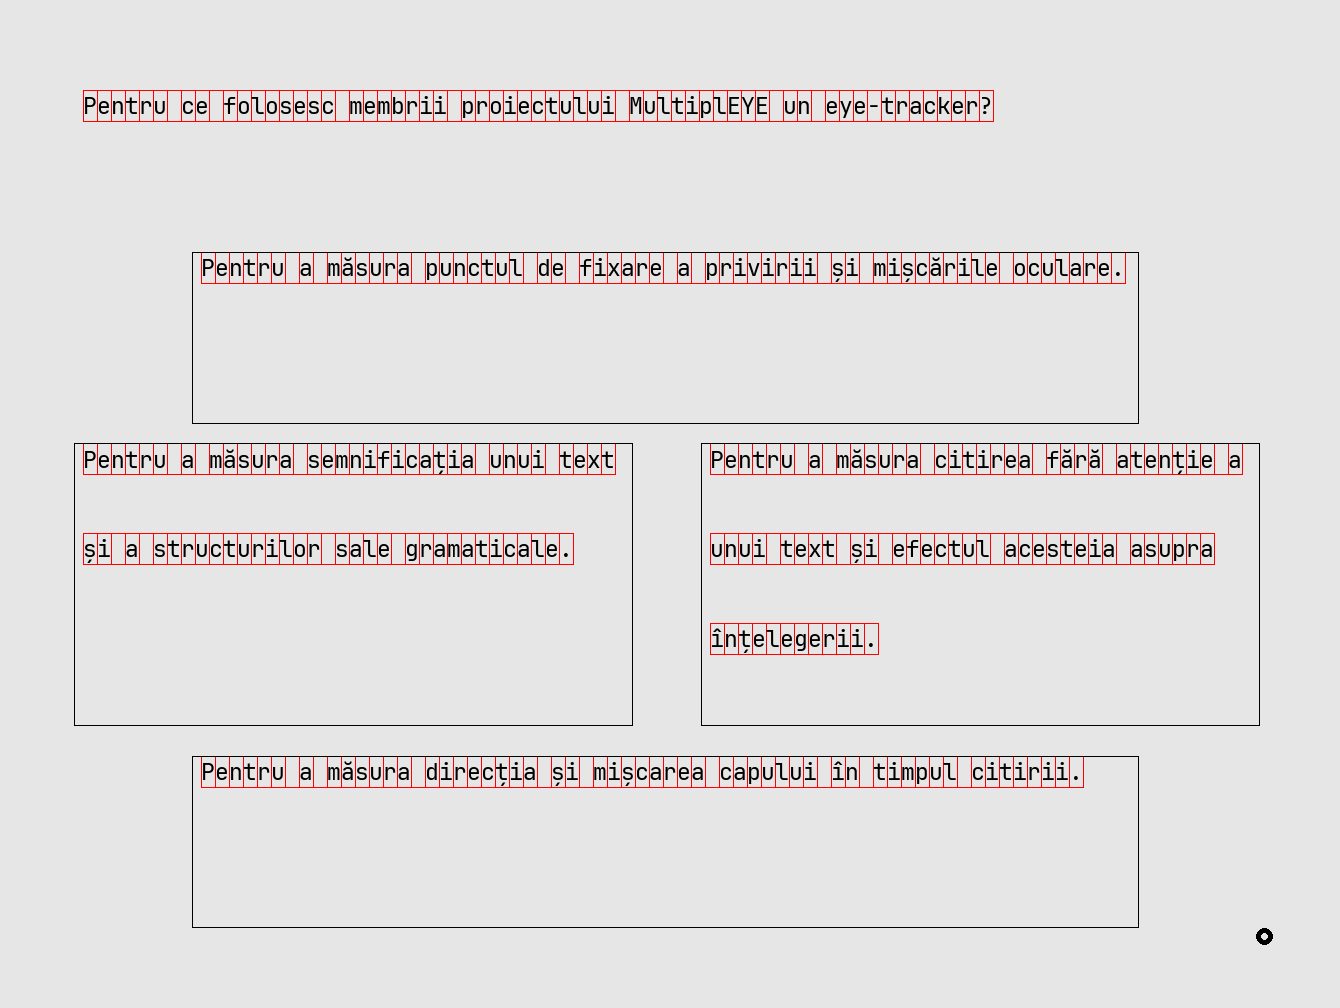 Pentru ce folosesc membrii proiectului MultiplEYE un eye-tracker?
Pentru a măsura punctul de fixare a privirii și mișcările oculare.
Pentru a măsura semnificația unui text
și a structurilor sale gramaticale.
Pentru a măsura citirea fără atenție a
unui text și efectul acesteia asupra
înțelegerii.
Pentru a măsura direcția și mișcarea capului în timpul citirii.